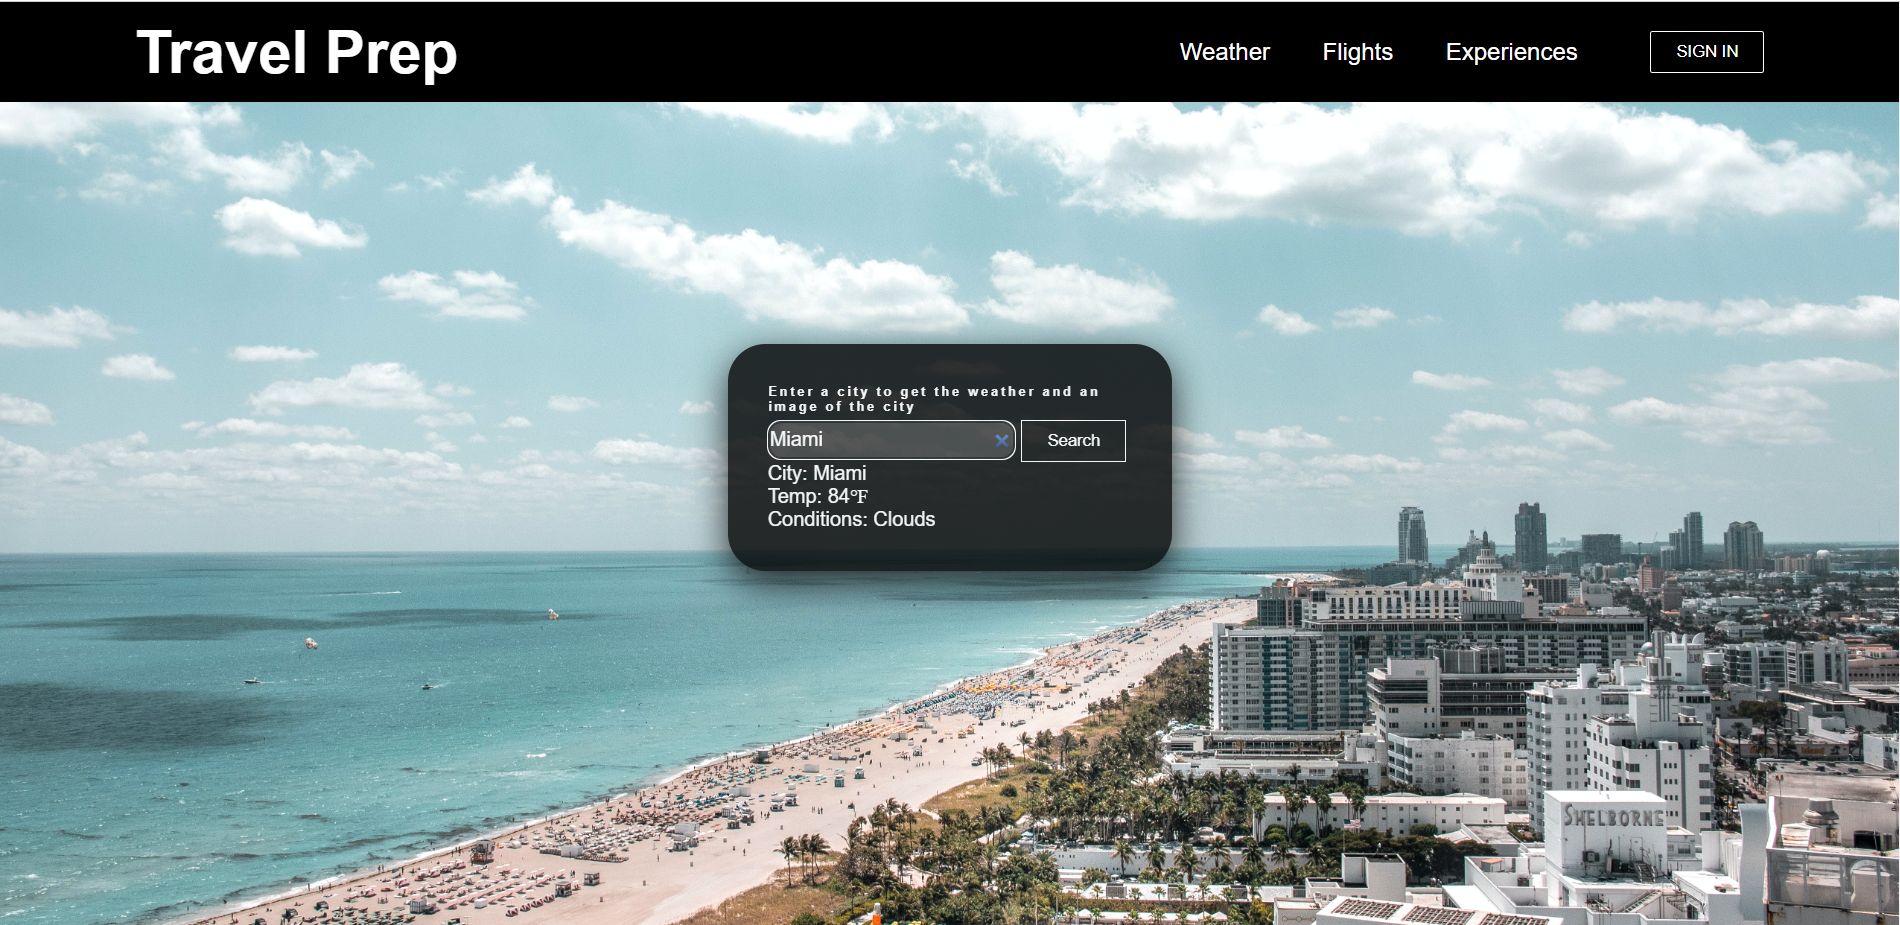 Travel Prep
Weather
Flights
Experiences
SIGN IN
Enter a city to get the weather and an
image of the city
Miami
Search
City: Miami
Temp: 84℉
Conditions: Clouds
SHELBORNE